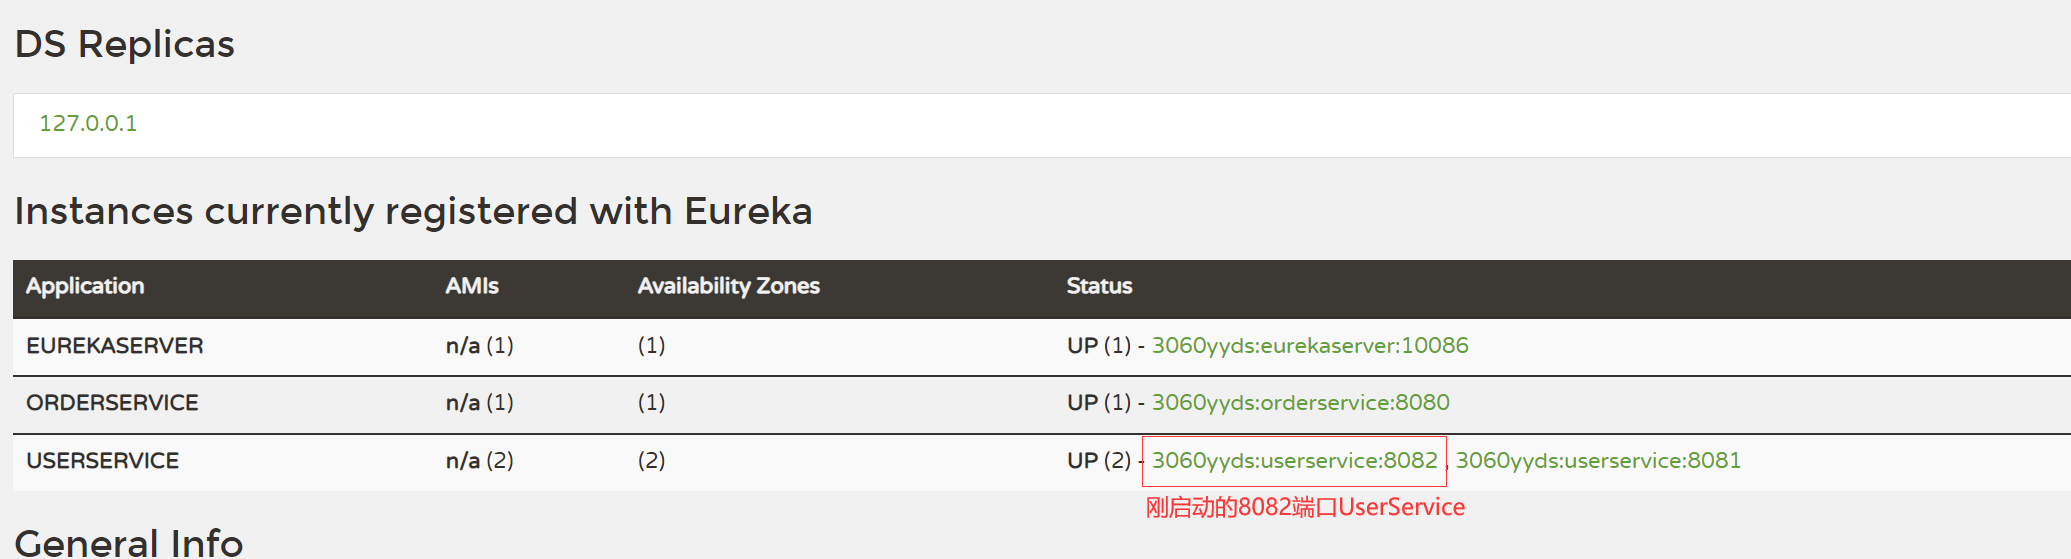 DS Replicas
127.0.0.1
Instances currently registered with Eureka
Application AMIs Availability Zones Status
EUREKASERVER n/a (1) (1) UP (1) - 3060yyds:eurekaserver:10086
ORDERSERVICE n/a (1) (1) UP (1) - 3060yyds:orderservice:8080
USERSERVICE n/a (2) (2) UP (2) - 3060yyds:userservice:8082 , 3060yyds:userservice:8081
刚启动的8082端口UserService
General Info